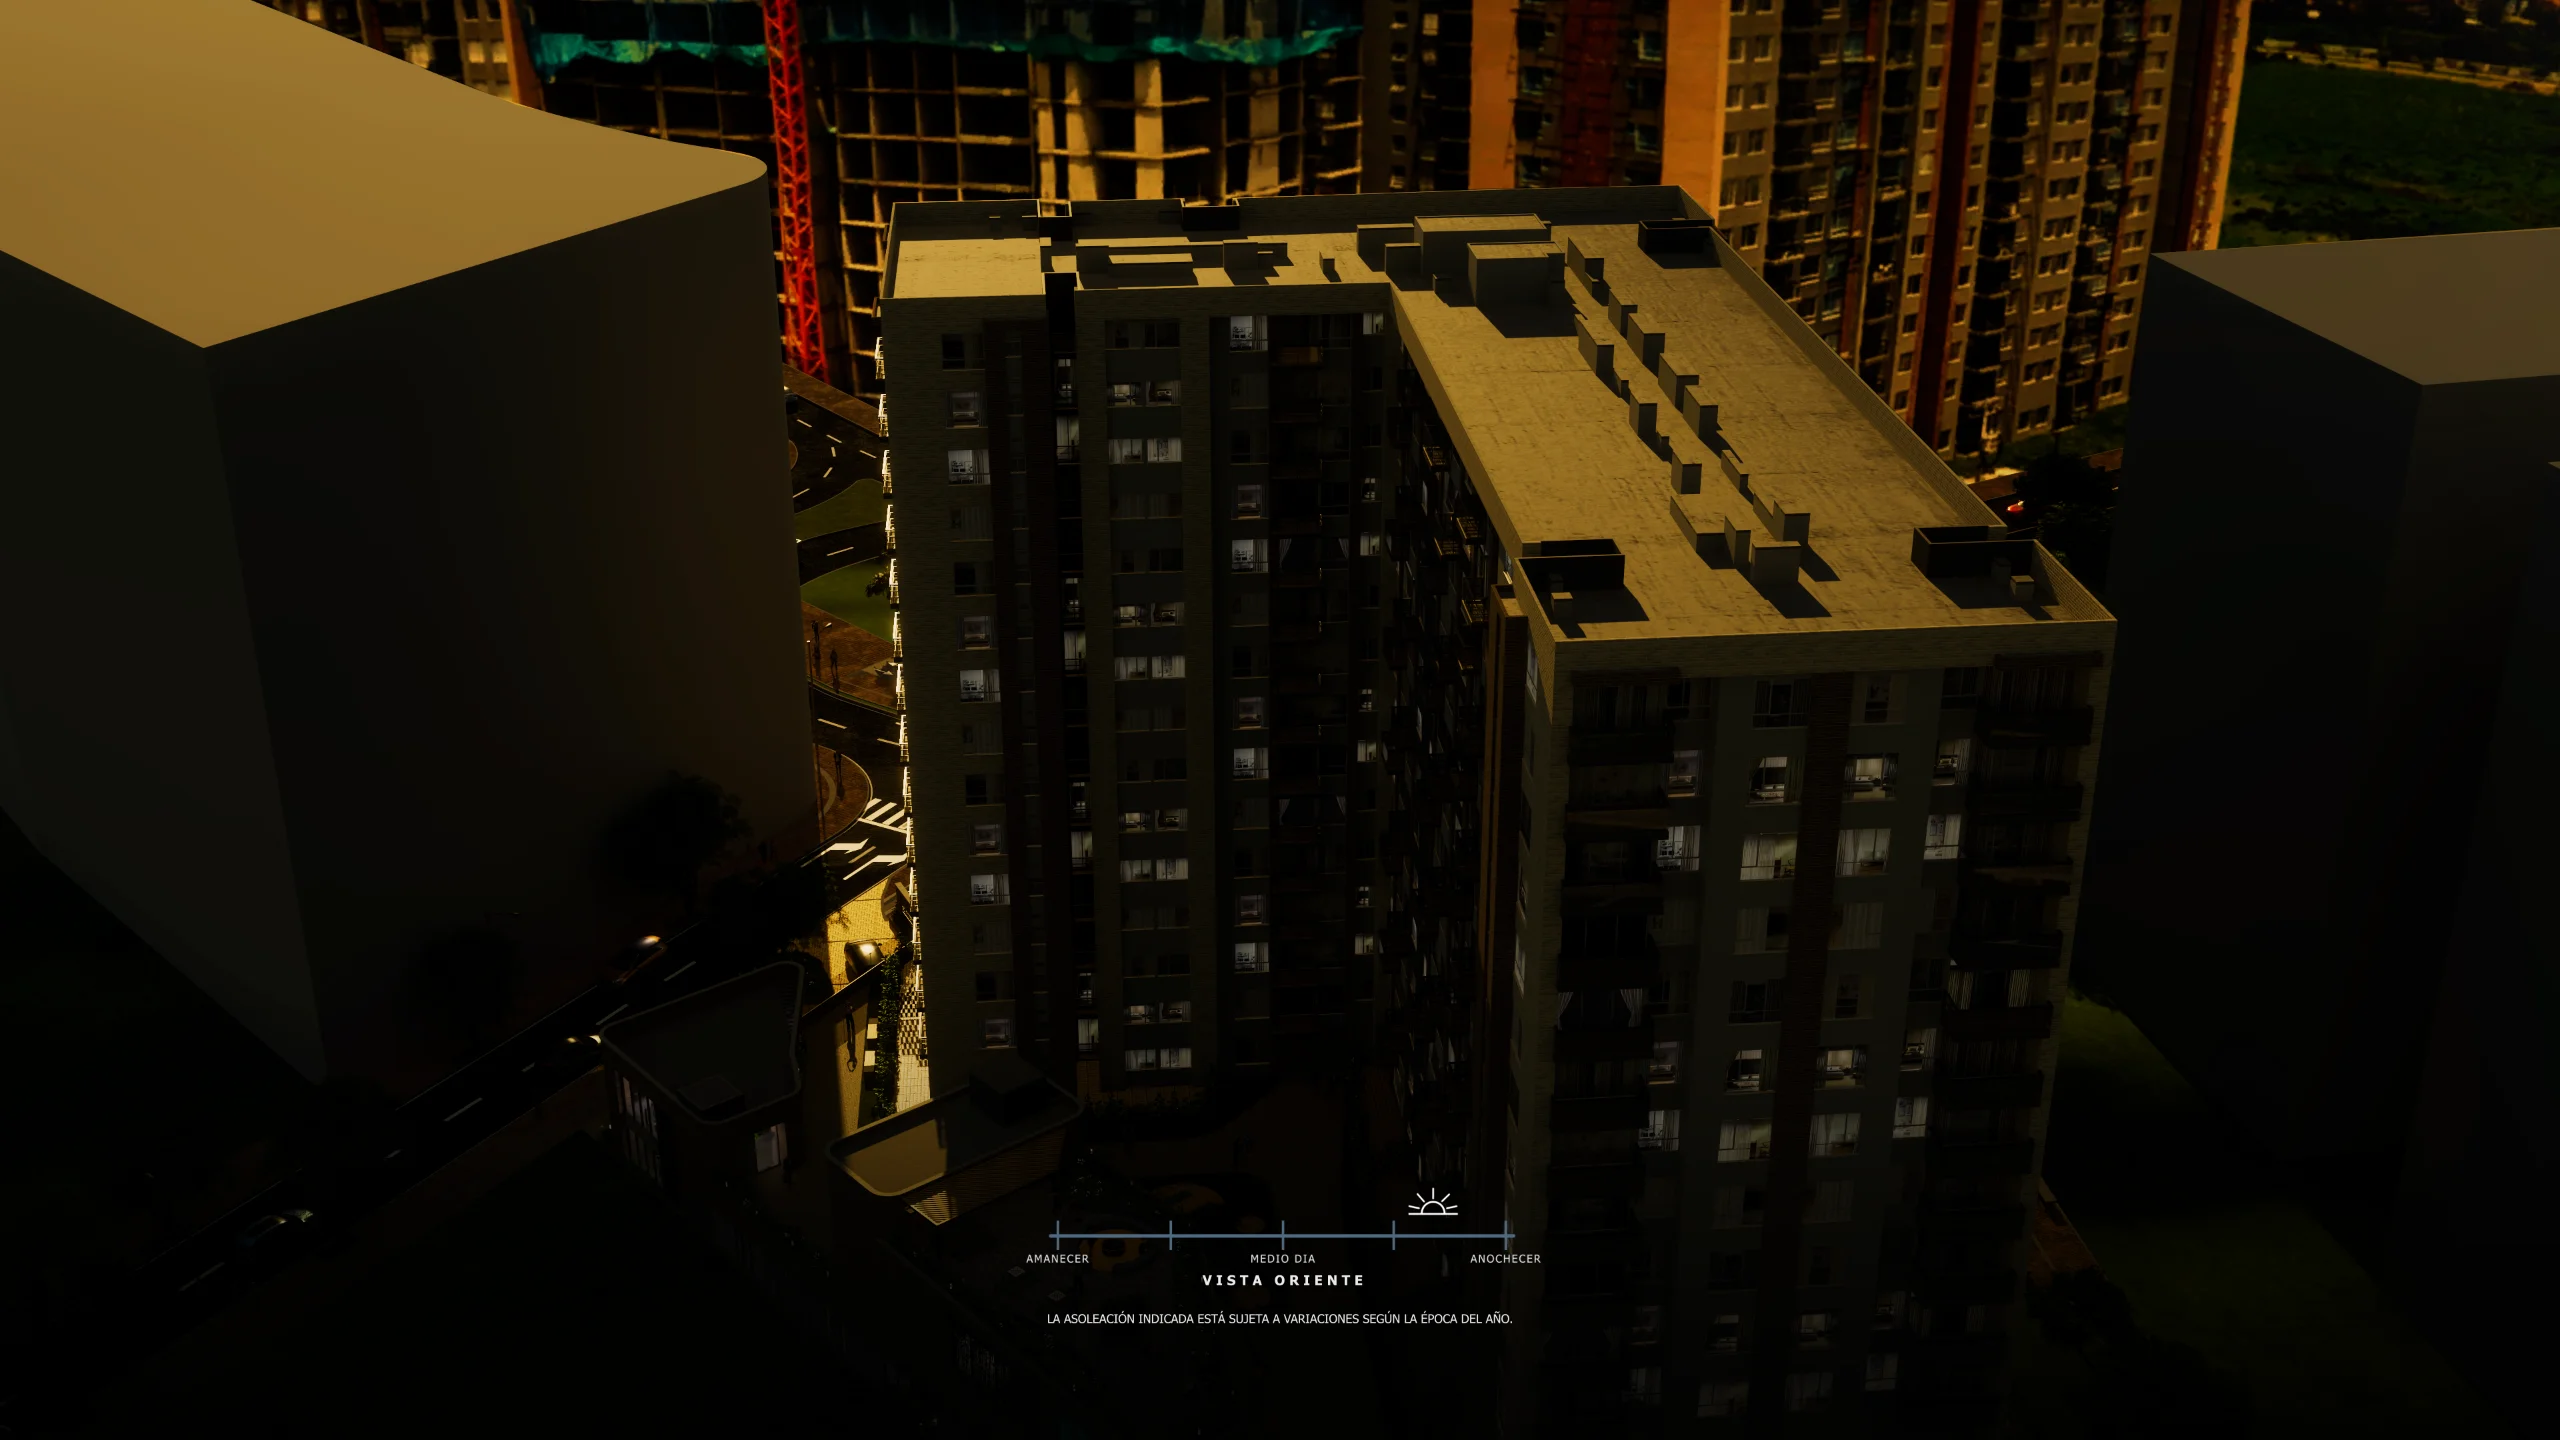 AMANECER MEDIO DIA ANOCHECER
VISTA ORIENTE
LA ASOLEACIÓN INDICADA ESTÁ SUJETA A VARIACIONES SEGÚN LA ÉPOCA DEL AÑO.